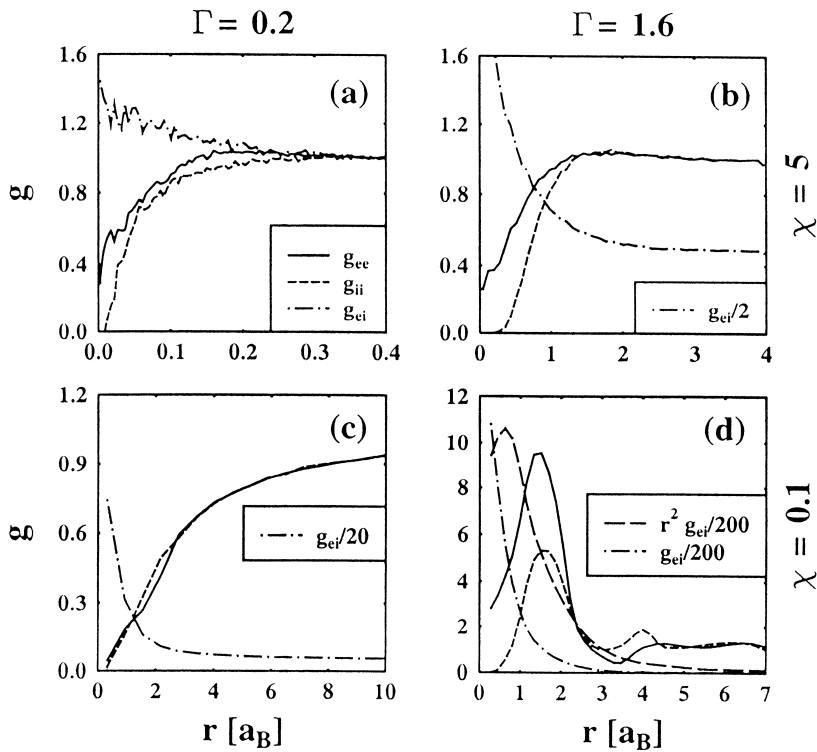 Γ = 0.2
Γ = 1.6
1.6
1.2
0.8
0.4
0.0
g
(a)
g_ee
g_ii
g_ei
0.0 0.1 0.2 0.3 0.4
1.6
1.2
0.8
0.4
0.0
(b)
g_ei/2
0 1 2 3 4
χ = 5
1.2
0.9
0.6
0.3
0.0
g
(c)
g_ei/20
0 2 4 6 8 10
r [a_B]
12
10
8
6
4
2
0
(d)
r² g_ei/200
g_ei/200
0 1 2 3 4 5 6 7
r [a_B]
χ = 0.1